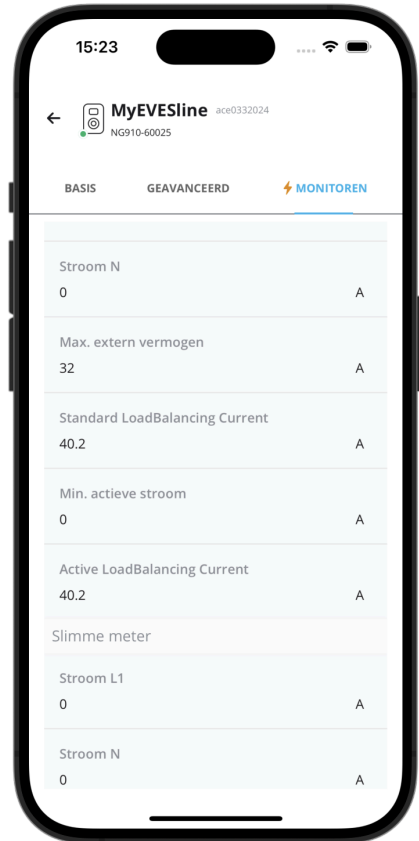 15:23
MyEVESline ace0332024
NG910-60025
BASIS GEAVANCEERD MONITOREN
Stroom N
0 A
Max. extern vermogen
32 A
Standard LoadBalancing Current
40.2 A
Min. actieve stroom
0 A
Active LoadBalancing Current
40.2 A
Slimme meter
Stroom L1
0 A
Stroom N
0 A